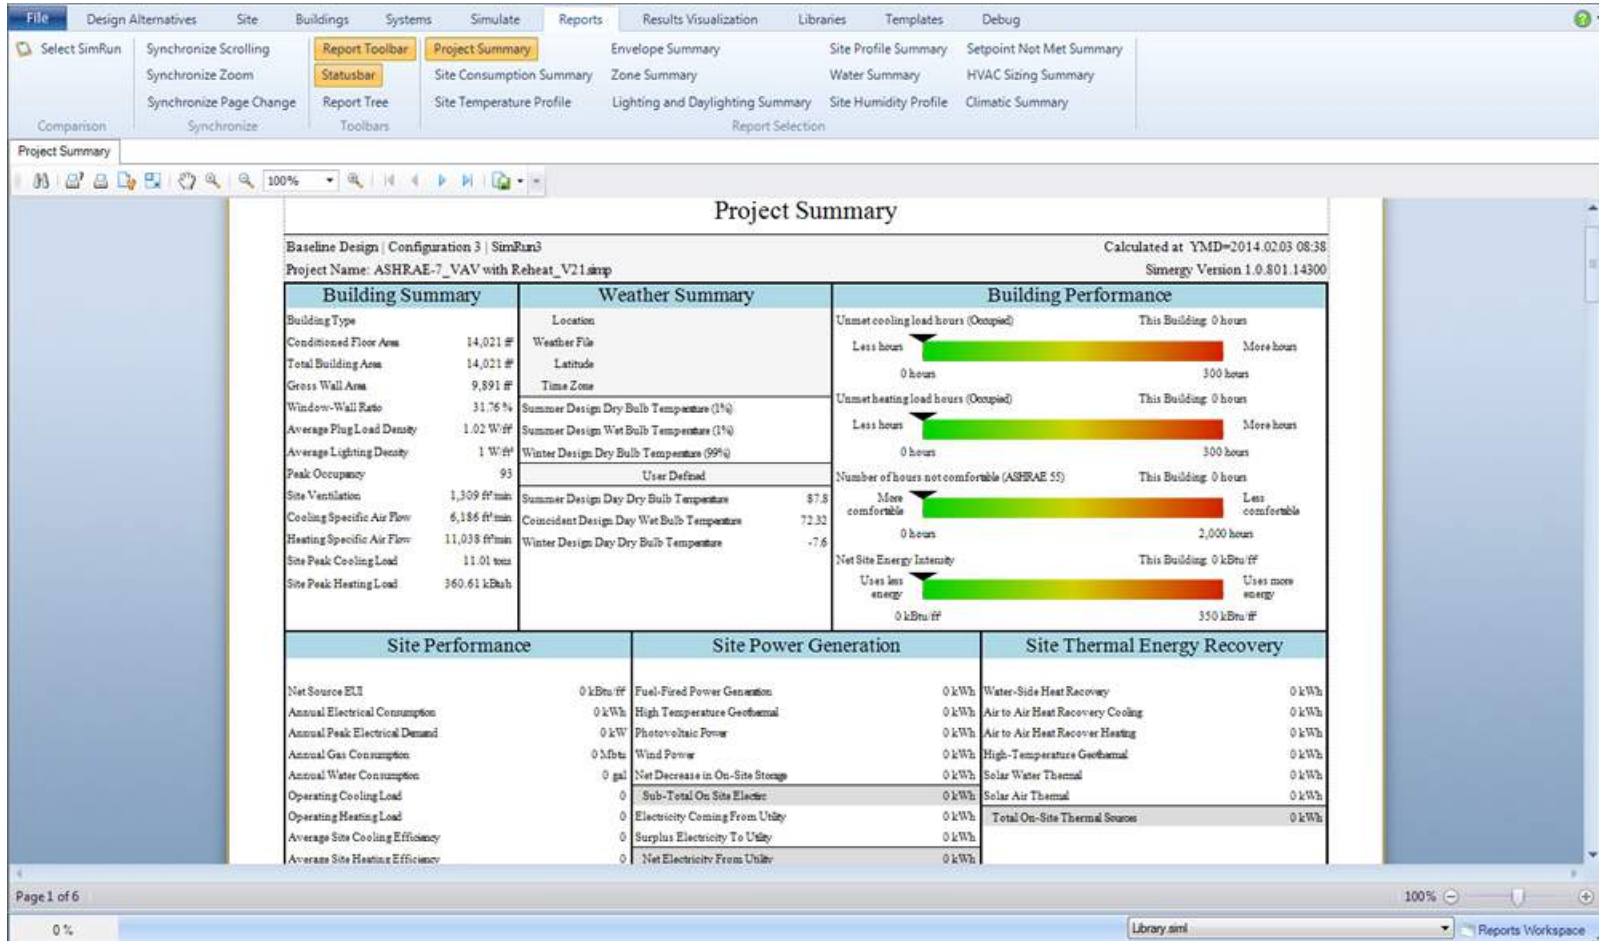 File Design Alternatives Site Buildings Systems Simulate Reports Results Visualization Libraries Templates Debug
Select SimRun Synchronize Scrolling Report Toolbar Project Summary Envelope Summary Site Profile Summary Setpoint Not Met Summary
Synchronize Zoom Statusbar Site Consumption Summary Zone Summary Water Summary HVAC Sizing Summary
Synchronize Page Change Report Tree Site Temperature Profile Lighting and Daylighting Summary Site Humidity Profile Climatic Summary
Comparison Synchronize Toolbars Report Selection
Project Summary
100%
Project Summary
Baseline Design | Configuration 3 | SimRun3 Calculated at YMD=2014.02.03 08:38
Project Name: ASHRAE-7_VAV with Reheat_V21.simp Simergy Version 1.0.801.14300
Building Summary
Building Type
Conditioned Floor Area 14,021 ft²
Total Building Area 14,021 ft²
Gross Wall Area 9,891 ft²
Window-Wall Ratio 31.76 %
Average Plug Load Density 1.02 W/ft²
Average Lighting Density 1 W/ft²
Peak Occupancy 93
Site Ventilation 1,309 ft³/min
Cooling Specific Air Flow 6,186 ft³/min
Heating Specific Air Flow 11,038 ft³/min
Site Peak Cooling Load 11.01 tons
Site Peak Heating Load 360.61 kBtuh
Weather Summary
Location
Weather File
Latitude
Time Zone
Summer Design Dry Bulb Temperature (1%)
Summer Design Wet Bulb Temperature (1%)
Winter Design Dry Bulb Temperature (99%)
User Defined
Summer Design Day Dry Bulb Temperature 87.8
Coincident Design Day Wet Bulb Temperature 72.32
Winter Design Day Dry Bulb Temperature -7.6
Building Performance
Unmet cooling load hours (Occupied) This Building: 0 hours
Less hours More hours
0 hours 300 hours
Unmet heating load hours (Occupied) This Building: 0 hours
Less hours More hours
0 hours 300 hours
Number of hours not comfortable (ASHRAE 55) This Building: 0 hours
More comfortable Less comfortable
0 hours 2,000 hours
Net Site Energy Intensity This Building: 0 kBtu/ft²
Uses less energy Uses more energy
0 kBtu/ft² 350 kBtu/ft²
Site Performance
Net Source EUI 0 kBtu/ft²
Annual Electrical Consumption 0 kWh
Annual Peak Electrical Demand 0 kW
Annual Gas Consumption 0 Mbtu
Annual Water Consumption 0 gal
Operating Cooling Load 0
Operating Heating Load 0
Average Site Cooling Efficiency 0
Average Site Heating Efficiency 0
Site Power Generation
Fuel-Fired Power Generation 0 kWh
High Temperature Geothermal 0 kWh
Photovoltaic Power 0 kWh
Wind Power 0 kWh
Net Decrease in On-Site Storage 0 kWh
Sub-Total On Site Electric 0 kWh
Electricity Coming From Utility 0 kWh
Surplus Electricity To Utility 0 kWh
Net Electricity From Utility 0 kWh
Site Thermal Energy Recovery
Water-Side Heat Recovery 0 kWh
Air to Air Heat Recovery Cooling 0 kWh
Air to Air Heat Recover Heating 0 kWh
High-Temperature Geothermal 0 kWh
Solar Water Thermal 0 kWh
Solar Air Thermal 0 kWh
Total On-Site Thermal Sources 0 kWh
Page 1 of 6 100%
0 % Library.siml Reports Workspace